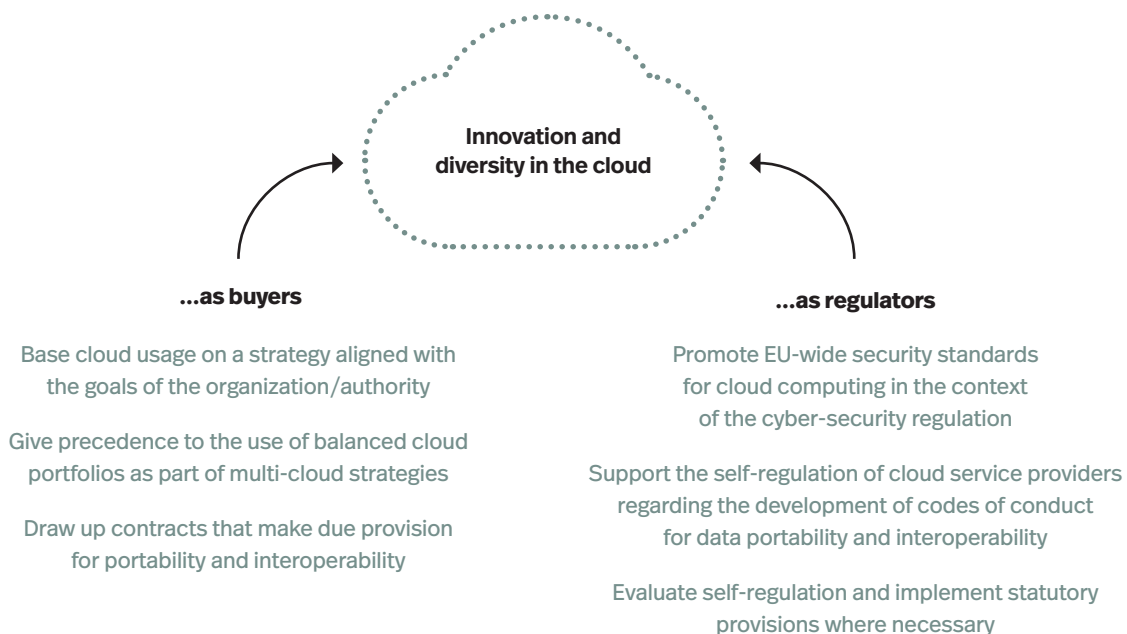 Innovation and
diversity in the cloud
...as buyers
Base cloud usage on a strategy aligned with
the goals of the organization/authority
Give precedence to the use of balanced cloud
portfolios as part of multi-cloud strategies
Draw up contracts that make due provision
for portability and interoperability
...as regulators
Promote EU-wide security standards
for cloud computing in the context
of the cyber-security regulation
Support the self-regulation of cloud service providers
regarding the development of codes of conduct
for data portability and interoperability
Evaluate self-regulation and implement statutory
provisions where necessary